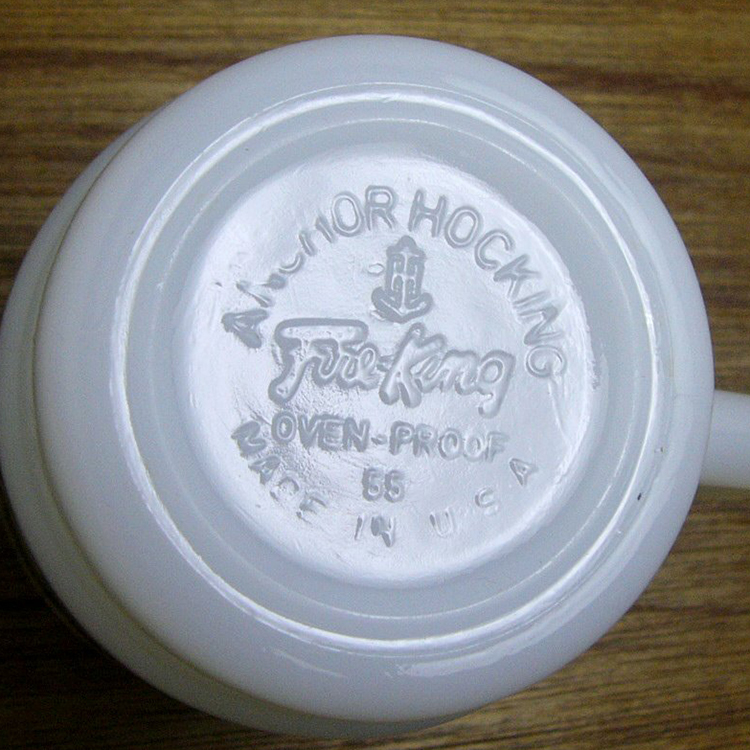 ANCHOR HOCKING
H
Fire-King
OVEN-PROOF
55
MADE IN U.S.A